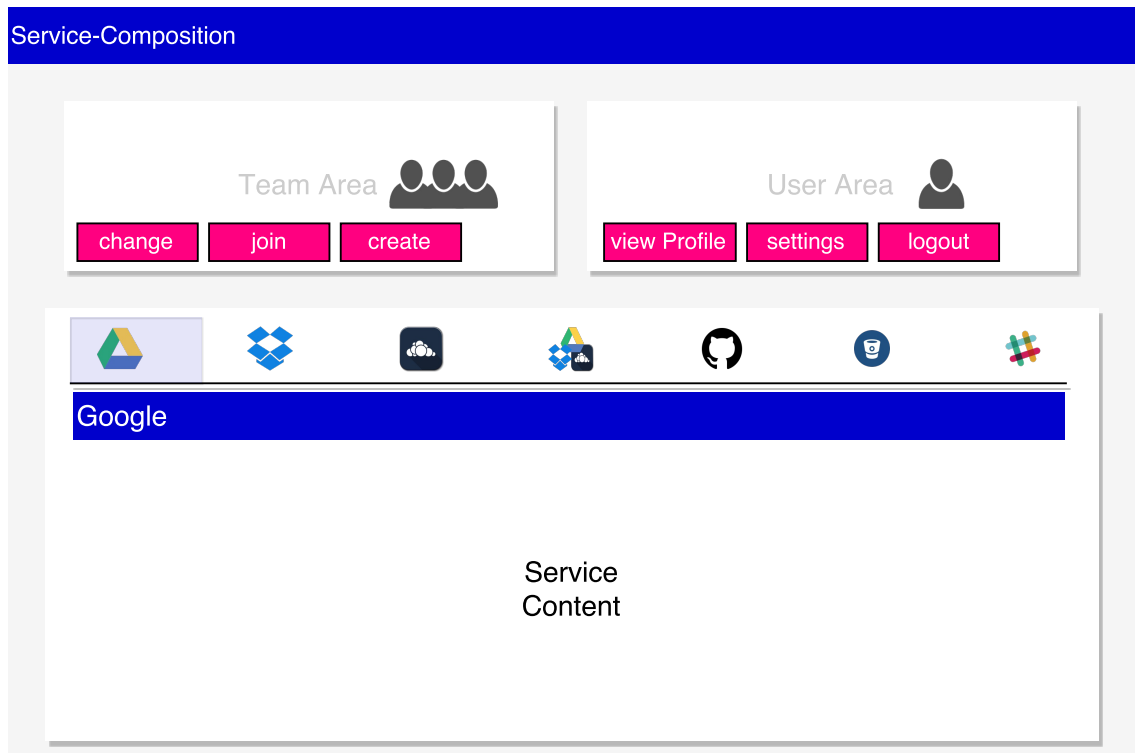 Service-Composition
Team Area
change
join
create
User Area
view Profile
settings
logout
Google
Service
Content